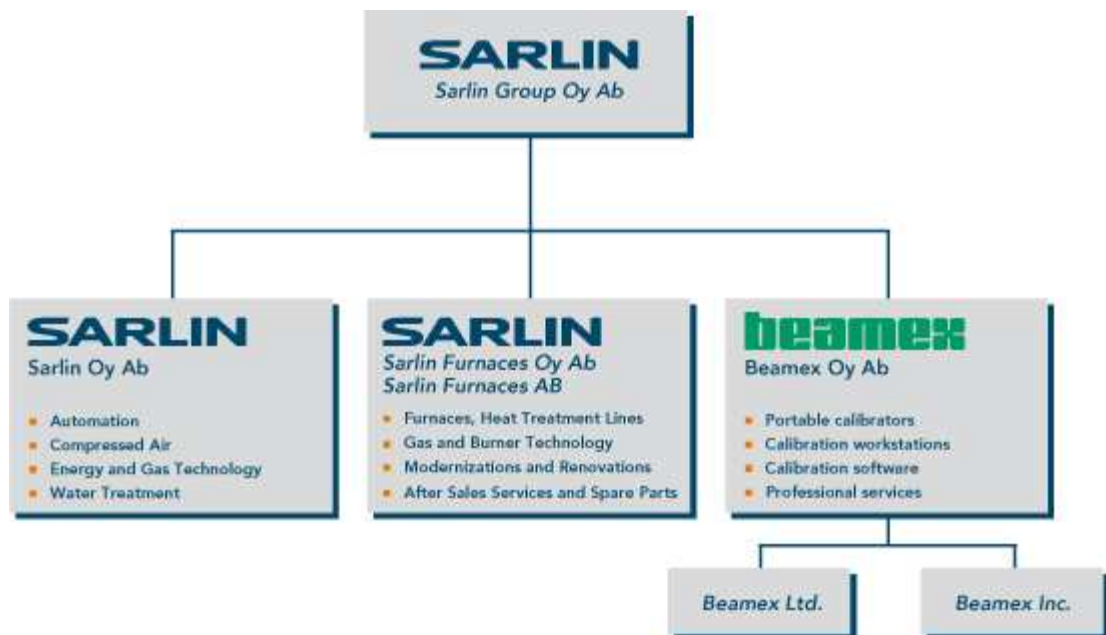 SARLIN
Sarlin Group Oy Ab
SARLIN
Sarlin Oy Ab
Automation
Compressed Air
Energy and Gas Technology
Water Treatment
SARLIN
Sarlin Furnaces Oy Ab
Sarlin Furnaces AB
Furnaces, Heat Treatment Lines
Gas and Burner Technology
Modernizations and Renovations
After Sales Services and Spare Parts
beamex
Beamex Oy Ab
Portable calibrators
Calibration workstations
Calibration software
Professional services
Beamex Ltd.
Beamex Inc.